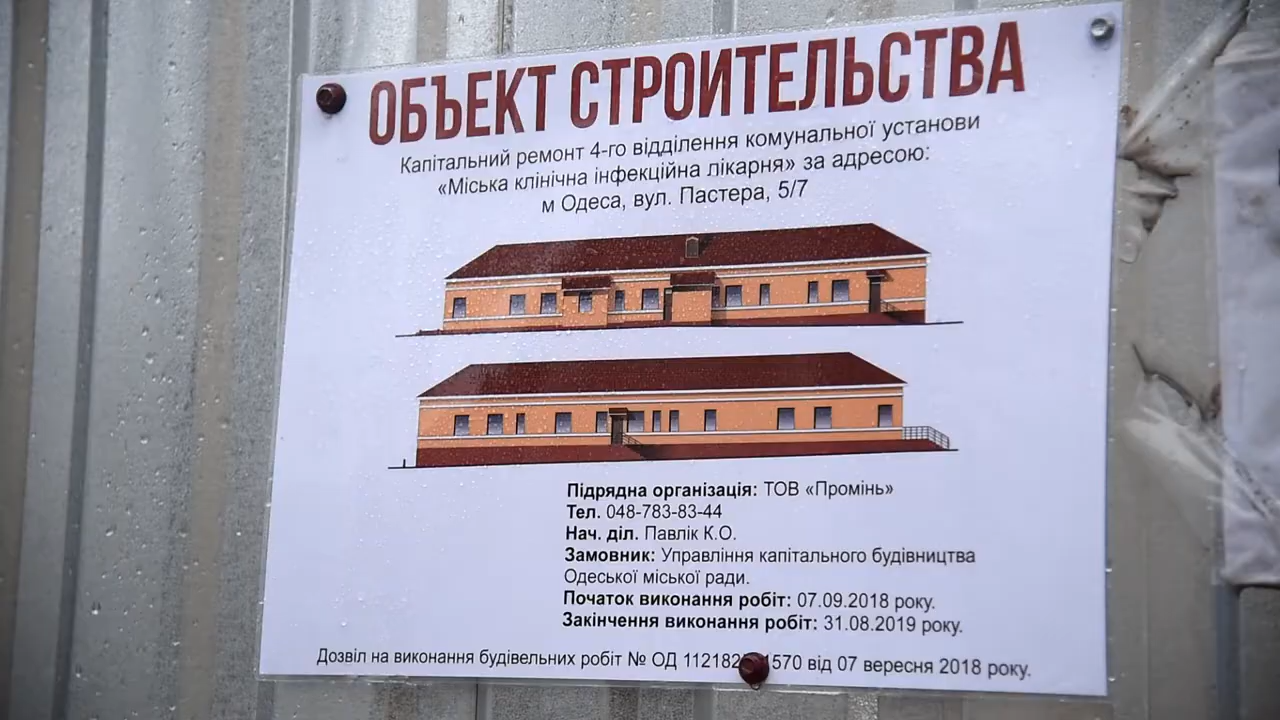 ОБЪЕКТ СТРОИТЕЛЬСТВА
Капітальний ремонт 4-го відділення комунальної установи
«Міська клінічна інфекційна лікарня» за адресою:
м Одеса, вул. Пастера, 5/7
Підрядна організація: ТОВ «Промінь»
Тел. 048-783-83-44
Нач. діл. Павлік К.О.
Замовник: Управління капітального будівництва
Одеської міської ради.
Початок виконання робіт: 07.09.2018 року.
Закінчення виконання робіт: 31.08.2019 року.
Дозвіл на виконання будівельних робіт № ОД від 07 вересня 2018 року.